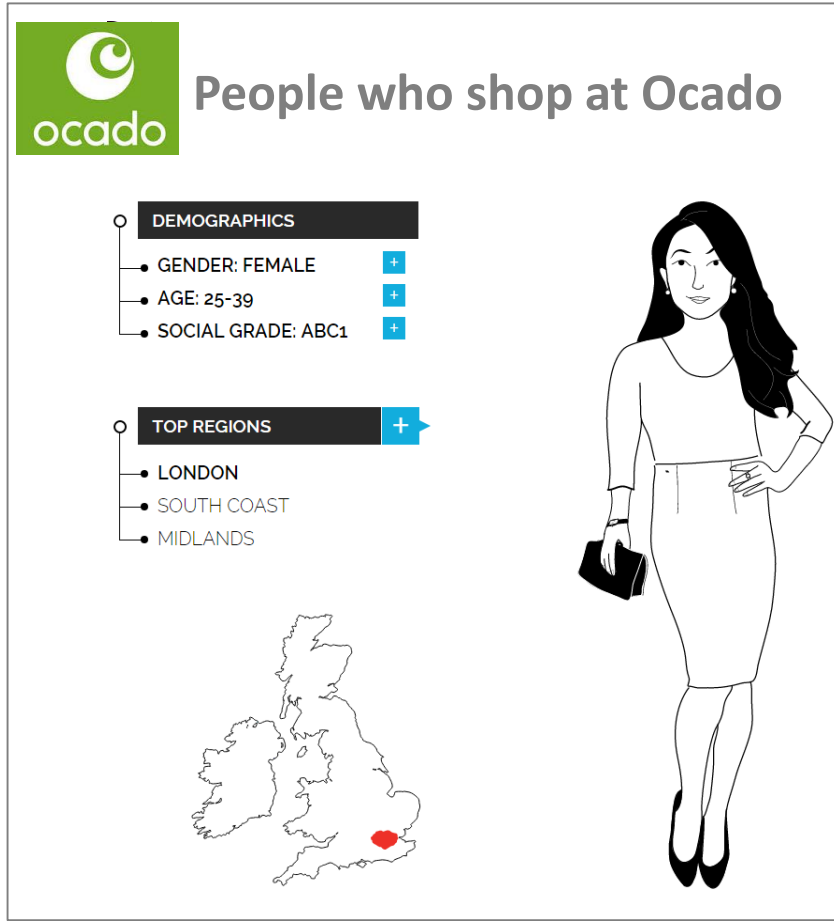 ocado
People who shop at Ocado
DEMOGRAPHICS
GENDER: FEMALE +
AGE: 25-39 +
SOCIAL GRADE: ABC1 +
TOP REGIONS +
LONDON
SOUTH COAST
MIDLANDS